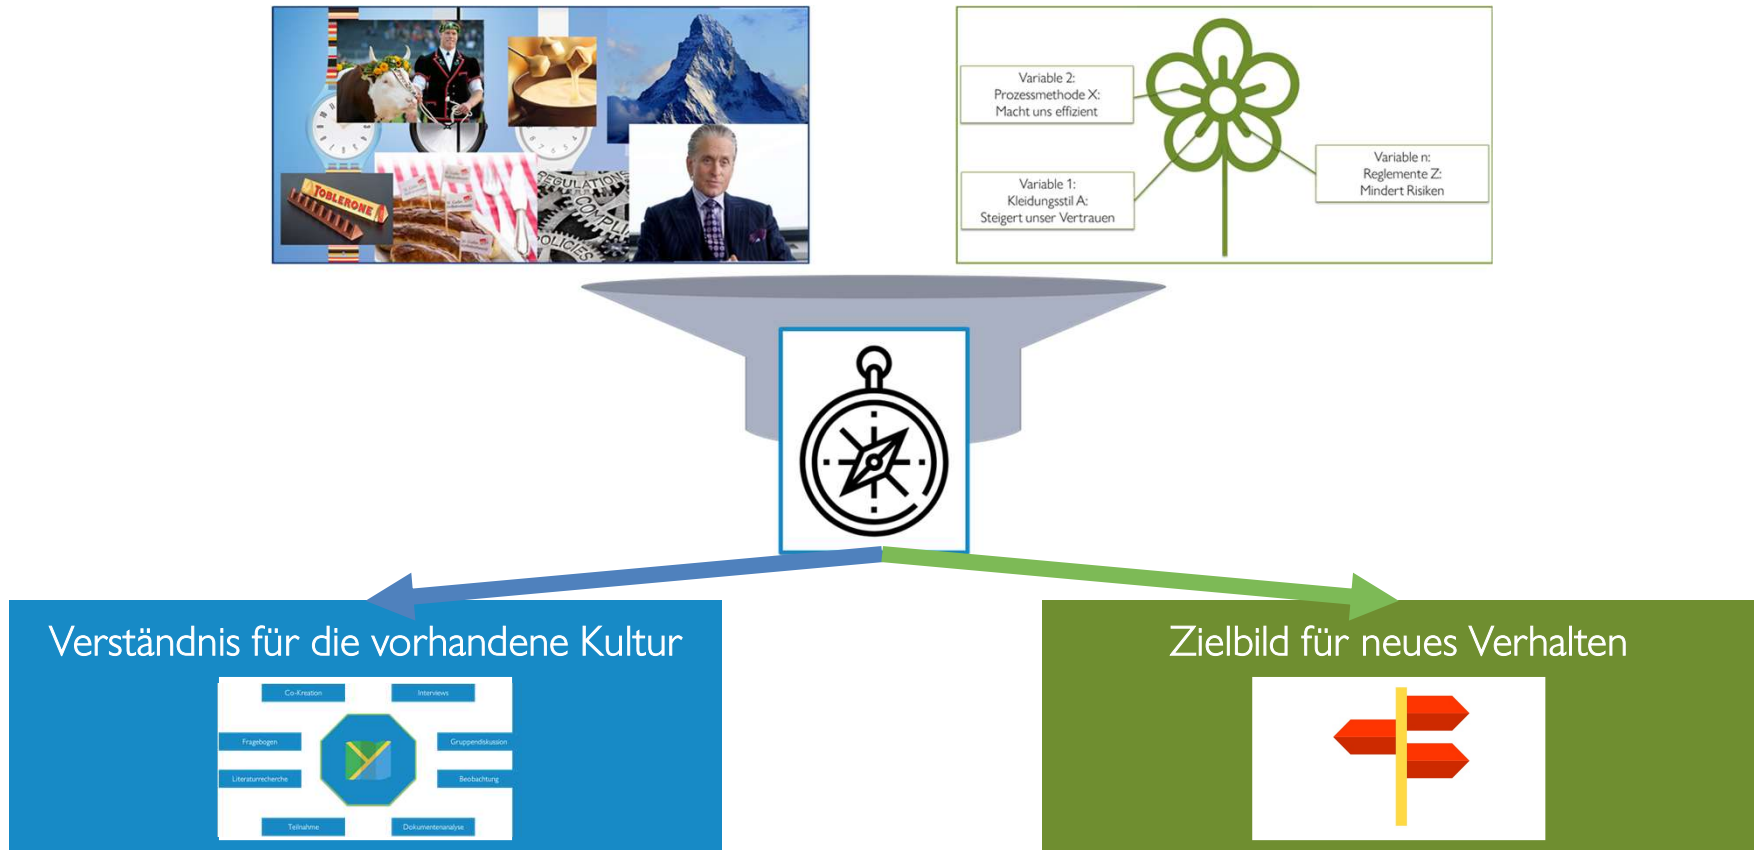 TOBLERONE
REGULATIONS
POLICIES
Variable 2:
Prozessmethode X:
Macht uns effizient
Variable 1:
Kleidungsstil A:
Steigert unser Vertrauen
Variable n:
Reglemente Z:
Mindert Risiken
Verständnis für die vorhandene Kultur
Co-Kreation
Interviews
Fragebogen
Gruppendiskussion
Literaturrecherche
Beobachtung
Teilnahme
Dokumentenanalyse
Zielbild für neues Verhalten